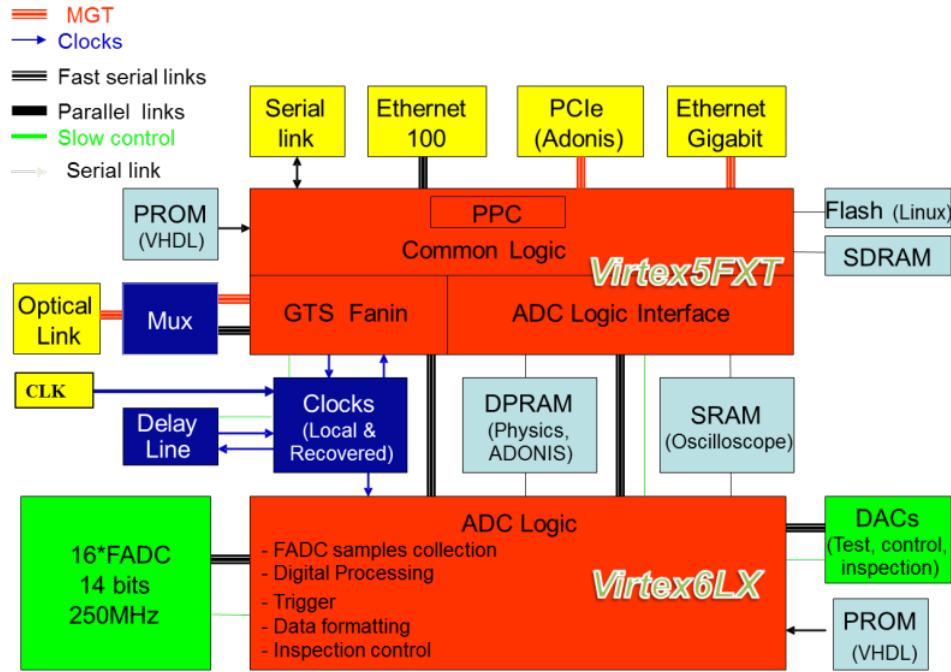 MGT
Clocks
Fast serial links
Parallel links
Slow control
Serial link
Serial
link
Ethernet
100
PCIe
(Adonis)
Ethernet
Gigabit
PROM
(VHDL)
PPC
Common Logic
Virtex5FXT
Flash (Linux)
SDRAM
Optical
Link
Mux
GTS Fanin
ADC Logic Interface
CLK
Delay
Line
Clocks
(Local &
Recovered)
DPRAM
(Physics,
ADONIS)
SRAM
(Oscilloscope)
16*FADC
14 bits
250MHz
ADC Logic
- FADC samples collection
- Digital Processing
- Trigger
- Data formatting
- Inspection control
Virtex6LX
DACs
(Test, control,
inspection)
PROM
(VHDL)